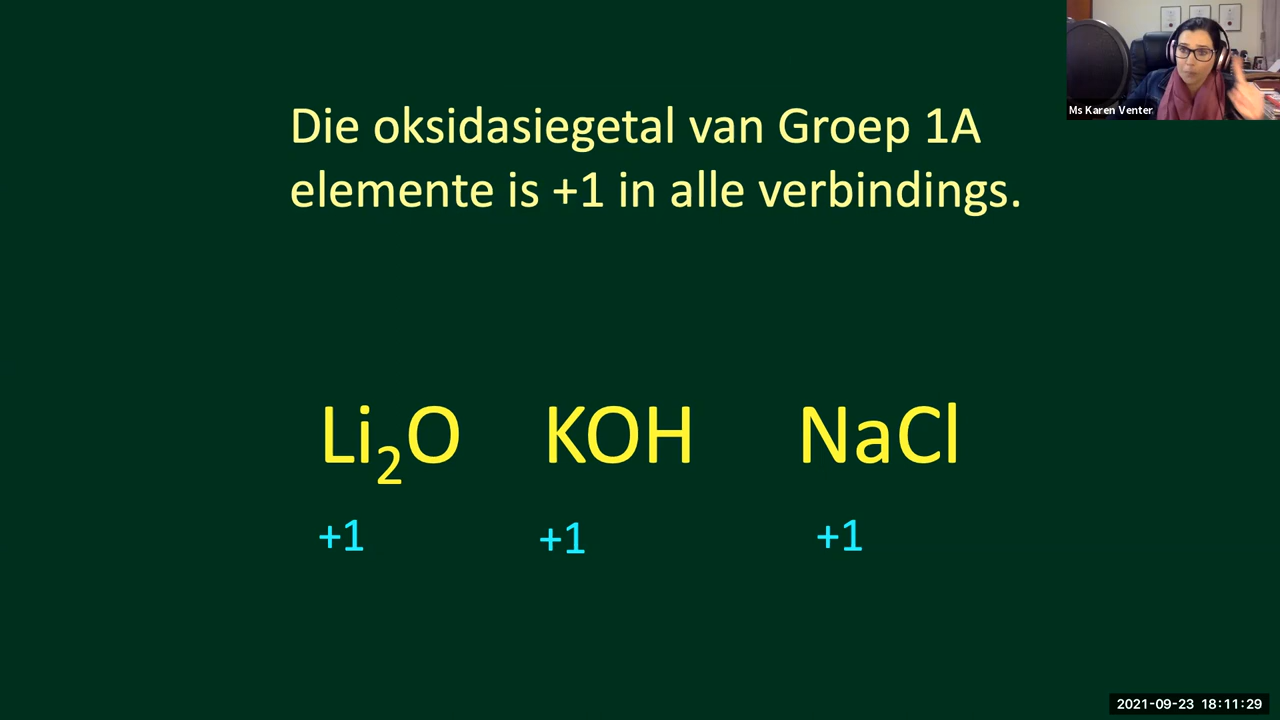 Ms Karen Venter
Die oksidasiegetal van Groep 1A
elemente is +1 in alle verbindings.
Li₂O KOH NaCl
+1 +1 +1
2021-09-23 18:11:29